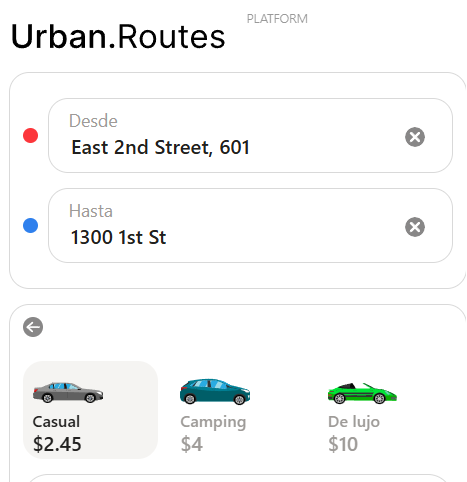 PLATFORM
Urban.Routes
Desde
East 2nd Street, 601
Hasta
1300 1st St
Casual Camping De lujo
$2.45 $4 $10